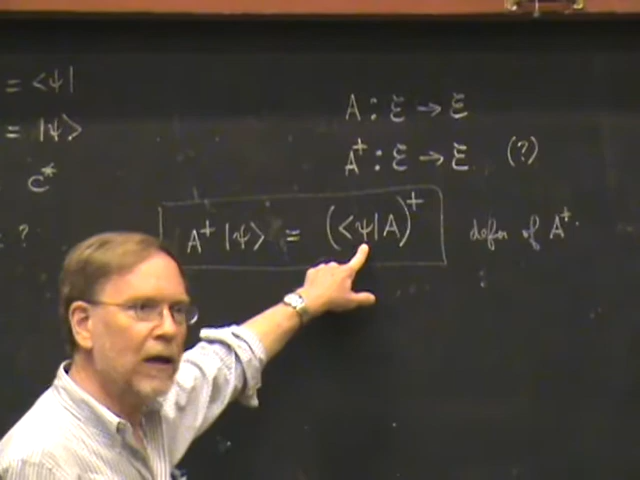 = <ψ|
= |ψ>
c*
: ?
A : ℰ → ℰ
A† : ℰ → ℰ (?)
A† |ψ> = (<ψ| A)† defn of A†.